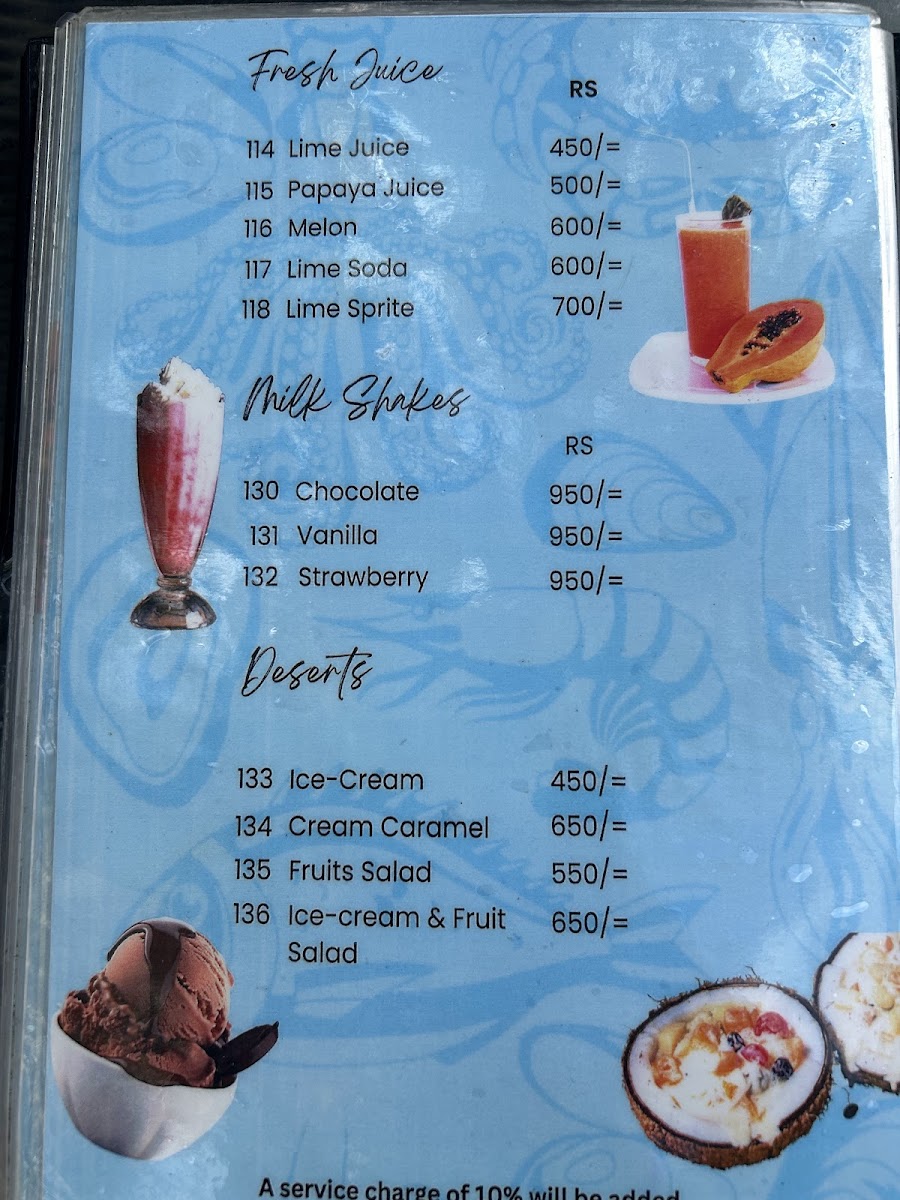 Fresh Juice
RS
114 Lime Juice 450/=
115 Papaya Juice 500/=
116 Melon 600/=
117 Lime Soda 600/=
118 Lime Sprite 700/=
Milk Shakes
RS
130 Chocolate 950/=
131 Vanilla 950/=
132 Strawberry 950/=
Deserts
133 Ice-Cream 450/=
134 Cream Caramel 650/=
135 Fruits Salad 550/=
136 Ice-cream & Fruit 650/=
Salad
A service charge of 10% will be added